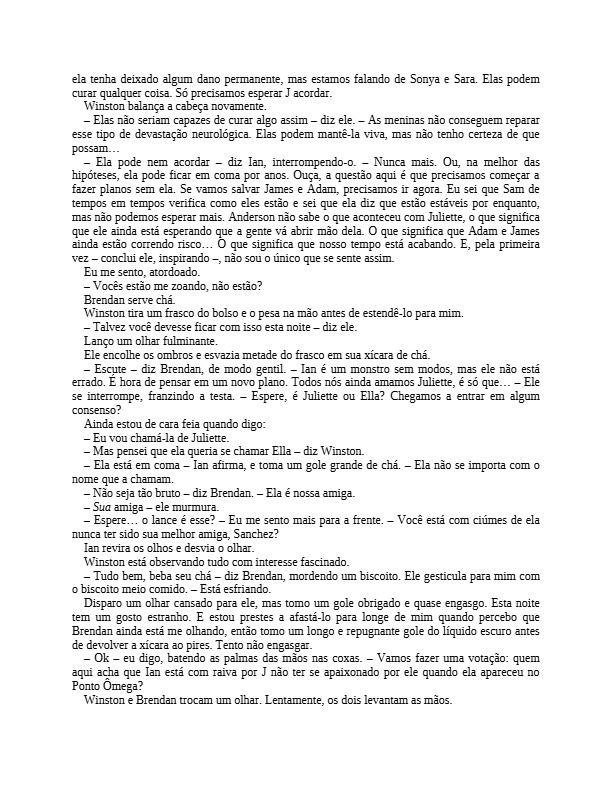 ela tenha deixado algum dano permanente, mas estamos falando de Sonya e Sara. Elas podem
curar qualquer coisa. Só precisamos esperar J acordar.
Winston balança a cabeça novamente.
– Elas não seriam capazes de curar algo assim – diz ele. – As meninas não conseguem reparar
esse tipo de devastação neurológica. Elas podem mantê-la viva, mas não tenho certeza de que
possam…
– Ela pode nem acordar – diz Ian, interrompendo-o. – Nunca mais. Ou, na melhor das
hipóteses, ela pode ficar em coma por anos. Ouça, a questão aqui é que precisamos começar a
fazer planos sem ela. Se vamos salvar James e Adam, precisamos ir agora. Eu sei que Sam de
tempos em tempos verifica como eles estão e sei que ela diz que estão estáveis por enquanto,
mas não podemos esperar mais. Anderson não sabe o que aconteceu com Juliette, o que significa
que ele ainda está esperando que a gente vá abrir mão dela. O que significa que Adam e James
ainda estão correndo risco… O que significa que nosso tempo está acabando. E, pela primeira
vez – conclui ele, inspirando –, não sou o único que se sente assim.
Eu me sento, atordoado.
– Vocês estão me zoando, não estão?
Brendan serve chá.
Winston tira um frasco do bolso e o pesa na mão antes de estendê-lo para mim.
– Talvez você devesse ficar com isso esta noite – diz ele.
Lanço um olhar fulminante.
Ele encolhe os ombros e esvazia metade do frasco em sua xícara de chá.
– Escute – diz Brendan, de modo gentil. – Ian é um monstro sem modos, mas ele não está
errado. É hora de pensar em um novo plano. Todos nós ainda amamos Juliette, é só que… – Ele
se interrompe, franzindo a testa. – Espere, é Juliette ou Ella? Chegamos a entrar em algum
consenso?
Ainda estou de cara feia quando digo:
– Eu vou chamá-la de Juliette.
– Mas pensei que ela queria se chamar Ella – diz Winston.
– Ela está em coma – Ian afirma, e toma um gole grande de chá. – Ela não se importa com o
nome que a chamam.
– Não seja tão bruto – diz Brendan. – Ela é nossa amiga.
– Sua amiga – ele murmura.
– Espere… o lance é esse? – Eu me sento mais para a frente. – Você está com ciúmes de ela
nunca ter sido sua melhor amiga, Sanchez?
Ian revira os olhos e desvia o olhar.
Winston está observando tudo com interesse fascinado.
– Tudo bem, beba seu chá – diz Brendan, mordendo um biscoito. Ele gesticula para mim com
o biscoito meio comido. – Está esfriando.
Disparo um olhar cansado para ele, mas tomo um gole obrigado e quase engasgo. Esta noite
tem um gosto estranho. E estou prestes a afastá-lo para longe de mim quando percebo que
Brendan ainda está me olhando, então tomo um longo e repugnante gole do líquido escuro antes
de devolver a xícara ao pires. Tento não engasgar.
– Ok – eu digo, batendo as palmas das mãos nas coxas. – Vamos fazer uma votação: quem
aqui acha que Ian está com raiva por J não ter se apaixonado por ele quando ela apareceu no
Ponto Ômega?
Winston e Brendan trocam um olhar. Lentamente, os dois levantam as mãos.